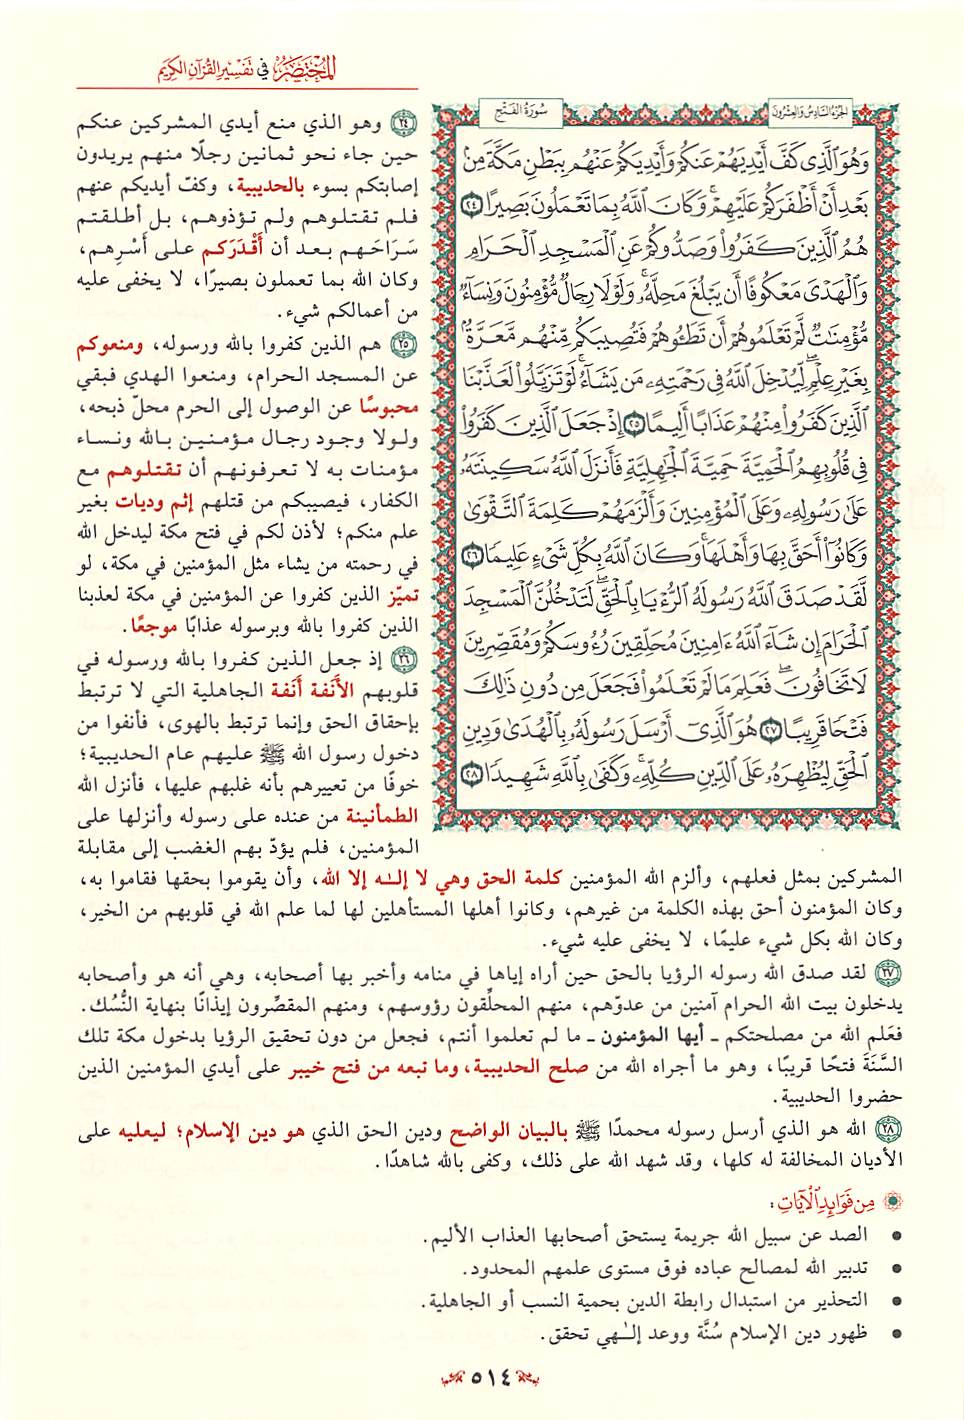 المُخْتَصَرُ في تَفْسِيرِ القُرْآنِ الكَرِيمِ
الجُزْءُ السَّادِسُ وَالعِشْرُونَ
سُورَةُ الفَتْحِ
وَهُوَ ٱلَّذِى كَفَّ أَيْدِيَهُمْ عَنكُمْ وَأَيْدِيَكُمْ عَنْهُم بِبَطْنِ مَكَّةَ مِنۢ
بَعْدِ أَنْ أَظْفَرَكُمْ عَلَيْهِمْ ۚ وَكَانَ ٱللَّهُ بِمَا تَعْمَلُونَ بَصِيرًا ٢٤
هُمُ ٱلَّذِينَ كَفَرُوا۟ وَصَدُّوكُمْ عَنِ ٱلْمَسْجِدِ ٱلْحَرَامِ
وَٱلْهَدْىَ مَعْكُوفًا أَن يَبْلُغَ مَحِلَّهُۥ ۚ وَلَوْلَا رِجَالٌ مُّؤْمِنُونَ وَنِسَآءٌ
مُّؤْمِنَٰتٌ لَّمْ تَعْلَمُوهُمْ أَن تَطَـُٔوهُمْ فَتُصِيبَكُم مِّنْهُم مَّعَرَّةٌۢ
بِغَيْرِ عِلْمٍ ۖ لِّيُدْخِلَ ٱللَّهُ فِى رَحْمَتِهِۦ مَن يَشَآءُ ۚ لَوْ تَزَيَّلُوا۟ لَعَذَّبْنَا
ٱلَّذِينَ كَفَرُوا۟ مِنْهُمْ عَذَابًا أَلِيمًا ٢٥ إِذْ جَعَلَ ٱلَّذِينَ كَفَرُوا۟
فِى قُلُوبِهِمُ ٱلْحَمِيَّةَ حَمِيَّةَ ٱلْجَٰهِلِيَّةِ فَأَنزَلَ ٱللَّهُ سَكِينَتَهُۥ
عَلَىٰ رَسُولِهِۦ وَعَلَى ٱلْمُؤْمِنِينَ وَأَلْزَمَهُمْ كَلِمَةَ ٱلتَّقْوَىٰ
وَكَانُوٓا۟ أَحَقَّ بِهَا وَأَهْلَهَا ۚ وَكَانَ ٱللَّهُ بِكُلِّ شَىْءٍ عَلِيمًا ٢٦
لَّقَدْ صَدَقَ ٱللَّهُ رَسُولَهُ ٱلرُّءْيَا بِٱلْحَقِّ ۖ لَتَدْخُلُنَّ ٱلْمَسْجِدَ
ٱلْحَرَامَ إِن شَآءَ ٱللَّهُ ءَامِنِينَ مُحَلِّقِينَ رُءُوسَكُمْ وَمُقَصِّرِينَ
لَا تَخَافُونَ ۖ فَعَلِمَ مَا لَمْ تَعْلَمُوا۟ فَجَعَلَ مِن دُونِ ذَٰلِكَ
فَتْحًا قَرِيبًا ٢٧ هُوَ ٱلَّذِىٓ أَرْسَلَ رَسُولَهُۥ بِٱلْهُدَىٰ وَدِينِ
ٱلْحَقِّ لِيُظْهِرَهُۥ عَلَى ٱلدِّينِ كُلِّهِۦ ۚ وَكَفَىٰ بِٱللَّهِ شَهِيدًا ٢٨
٢٤ وهو الذي منع أيدي المشركين عنكم
حين جاء نحو ثمانين رجلًا منهم يريدون
إصابتكم بسوء بالحديبية، وكفّ أيديكم عنهم
فلم تقتلوهم ولم تؤذوهم، بل أطلقتم
سَرَاحَهم بعد أن أَقْدَرَكم على أَسْرِهم،
وكان الله بما تعملون بصيرًا، لا يخفى عليه
من أعمالكم شيء.
٢٥ هم الذين كفروا بالله ورسوله، ومنعوكم
عن المسجد الحرام، ومنعوا الهدي فبقي
محبوسًا عن الوصول إلى الحرم محلّ ذبحه،
ولولا وجود رجال مؤمنين بالله ونساء
مؤمنات به لا تعرفونهم أن تقتلوهم مع
الكفار، فيصيبكم من قتلهم إثم وديات بغير
علم منكم؛ لأذن لكم في فتح مكة ليدخل الله
في رحمته من يشاء مثل المؤمنين في مكة، لو
تميّز الذين كفروا عن المؤمنين في مكة لعذبنا
الذين كفروا بالله وبرسوله عذابًا موجعًا.
٢٦ إذ جعل الذين كفروا بالله ورسوله في
قلوبهم الأَنَفة أَنَفة الجاهلية التي لا ترتبط
بإحقاق الحق وإنما ترتبط بالهوى، فأنفوا من
دخول رسول الله ﷺ عليهم عام الحديبية؛
خوفًا من تعييرهم بأنه غلبهم عليها، فأنزل الله
الطمأنينة من عنده على رسوله وأنزلها على
المؤمنين، فلم يؤدّ بهم الغضب إلى مقابلة
المشركين بمثل فعلهم، وألزم الله المؤمنين كلمة الحق وهي لا إلـه إلا الله، وأن يقوموا بحقها فقاموا به،
وكان المؤمنون أحق بهذه الكلمة من غيرهم، وكانوا أهلها المستأهلين لها لما علم الله في قلوبهم من الخير،
وكان الله بكل شيء عليمًا، لا يخفى عليه شيء.
٢٧ لقد صدق الله رسوله الرؤيا بالحق حين أراه إياها في منامه وأخبر بها أصحابه، وهي أنه هو وأصحابه
يدخلون بيت الله الحرام آمنين من عدوّهم، منهم المحلِّقون رؤوسهم، ومنهم المقصِّرون إيذانًا بنهاية النُّسُك.
فعَلم الله من مصلحتكم ـ أيها المؤمنون ـ ما لم تعلموا أنتم، فجعل من دون تحقيق الرؤيا بدخول مكة تلك
السَّنَةَ فتحًا قريبًا، وهو ما أجراه الله من صلح الحديبية، وما تبعه من فتح خيبر على أيدي المؤمنين الذين
حضروا الحديبية.
٢٨ الله هو الذي أرسل رسوله محمدًا ﷺ بالبيان الواضح ودين الحق الذي هو دين الإسلام؛ ليعليه على
الأديان المخالفة له كلها، وقد شهد الله على ذلك، وكفى بالله شاهدًا.
مِن فَوَائِدِ الآيَاتِ:
• الصد عن سبيل الله جريمة يستحق أصحابها العذاب الأليم.
• تدبير الله لمصالح عباده فوق مستوى علمهم المحدود.
• التحذير من استبدال رابطة الدين بحمية النسب أو الجاهلية.
• ظهور دين الإسلام سُنَّة ووعد إلـٰهي تحقق.
٥١٤